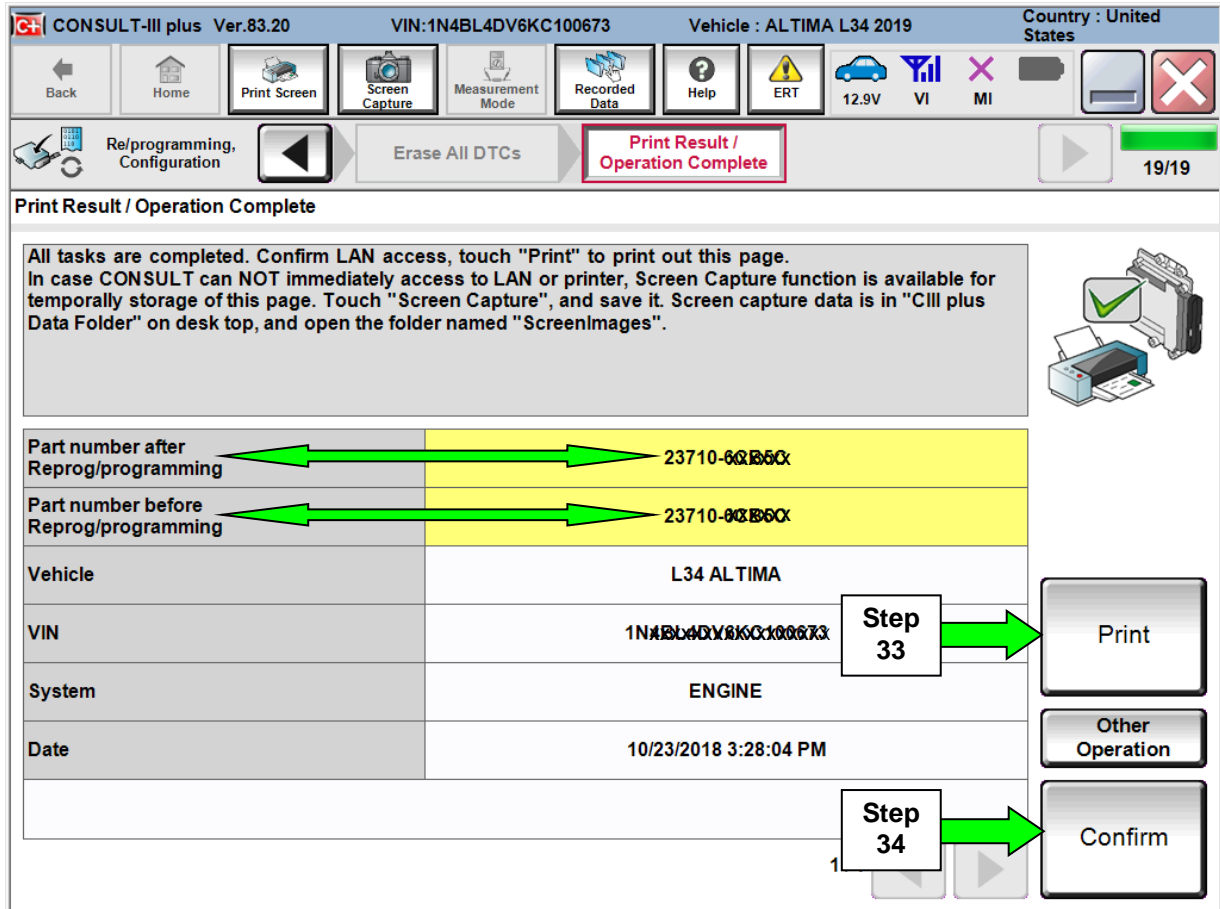 C+ CONSULT-III plus Ver.83.20 VIN:1N4BL4DV6KC100673 Vehicle : ALTIMA L34 2019 Country : United
States
Back
Home
Print Screen
Screen
Capture
Measurement
Mode
Recorded
Data
Help
ERT
12.9V
VI
MI
Re/programming,
Configuration
Erase All DTCs
Print Result /
Operation Complete
19/19
Print Result / Operation Complete
All tasks are completed. Confirm LAN access, touch "Print" to print out this page.
In case CONSULT can NOT immediately access to LAN or printer, Screen Capture function is available for
temporally storage of this page. Touch "Screen Capture", and save it. Screen capture data is in "CIII plus
Data Folder" on desk top, and open the folder named "ScreenImages".
Part number after
Reprog/programming
23710-
Part number before
Reprog/programming
23710-
Vehicle
L34 ALTIMA
VIN
1N
Step
33
Print
System
ENGINE
Other
Operation
Date
10/23/2018 3:28:04 PM
Step
34
Confirm
1